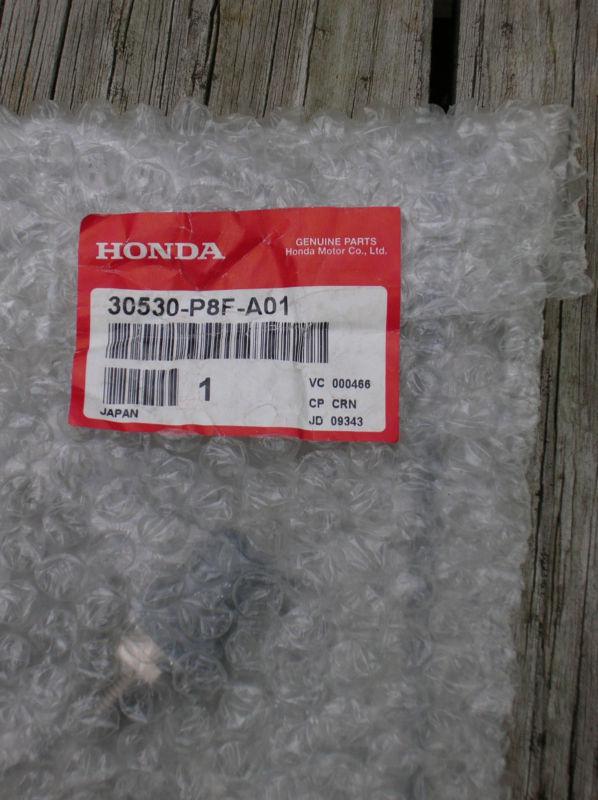 HONDA
GENUINE PARTS
Honda Motor Co., Ltd.
30530-P8F-A01
1
JAPAN
VC 000466
CP CRN
JD 09343